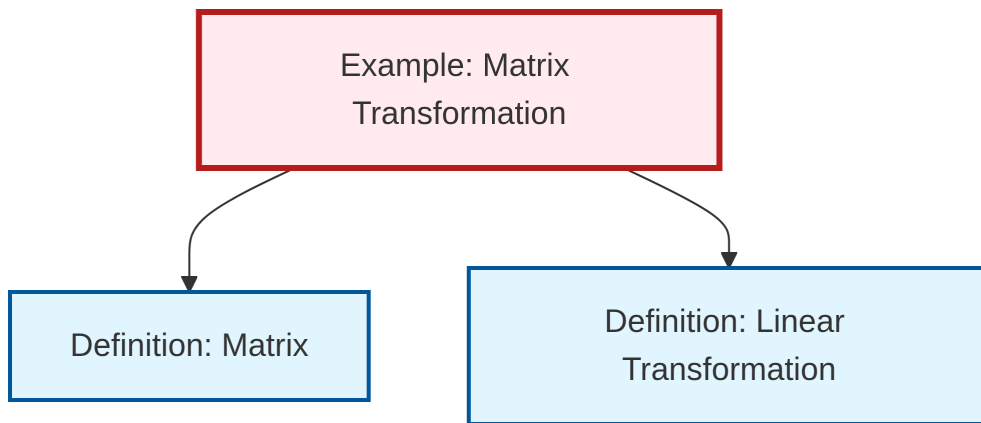 Example: Matrix
Transformation
Definition: Matrix
Definition: Linear
Transformation